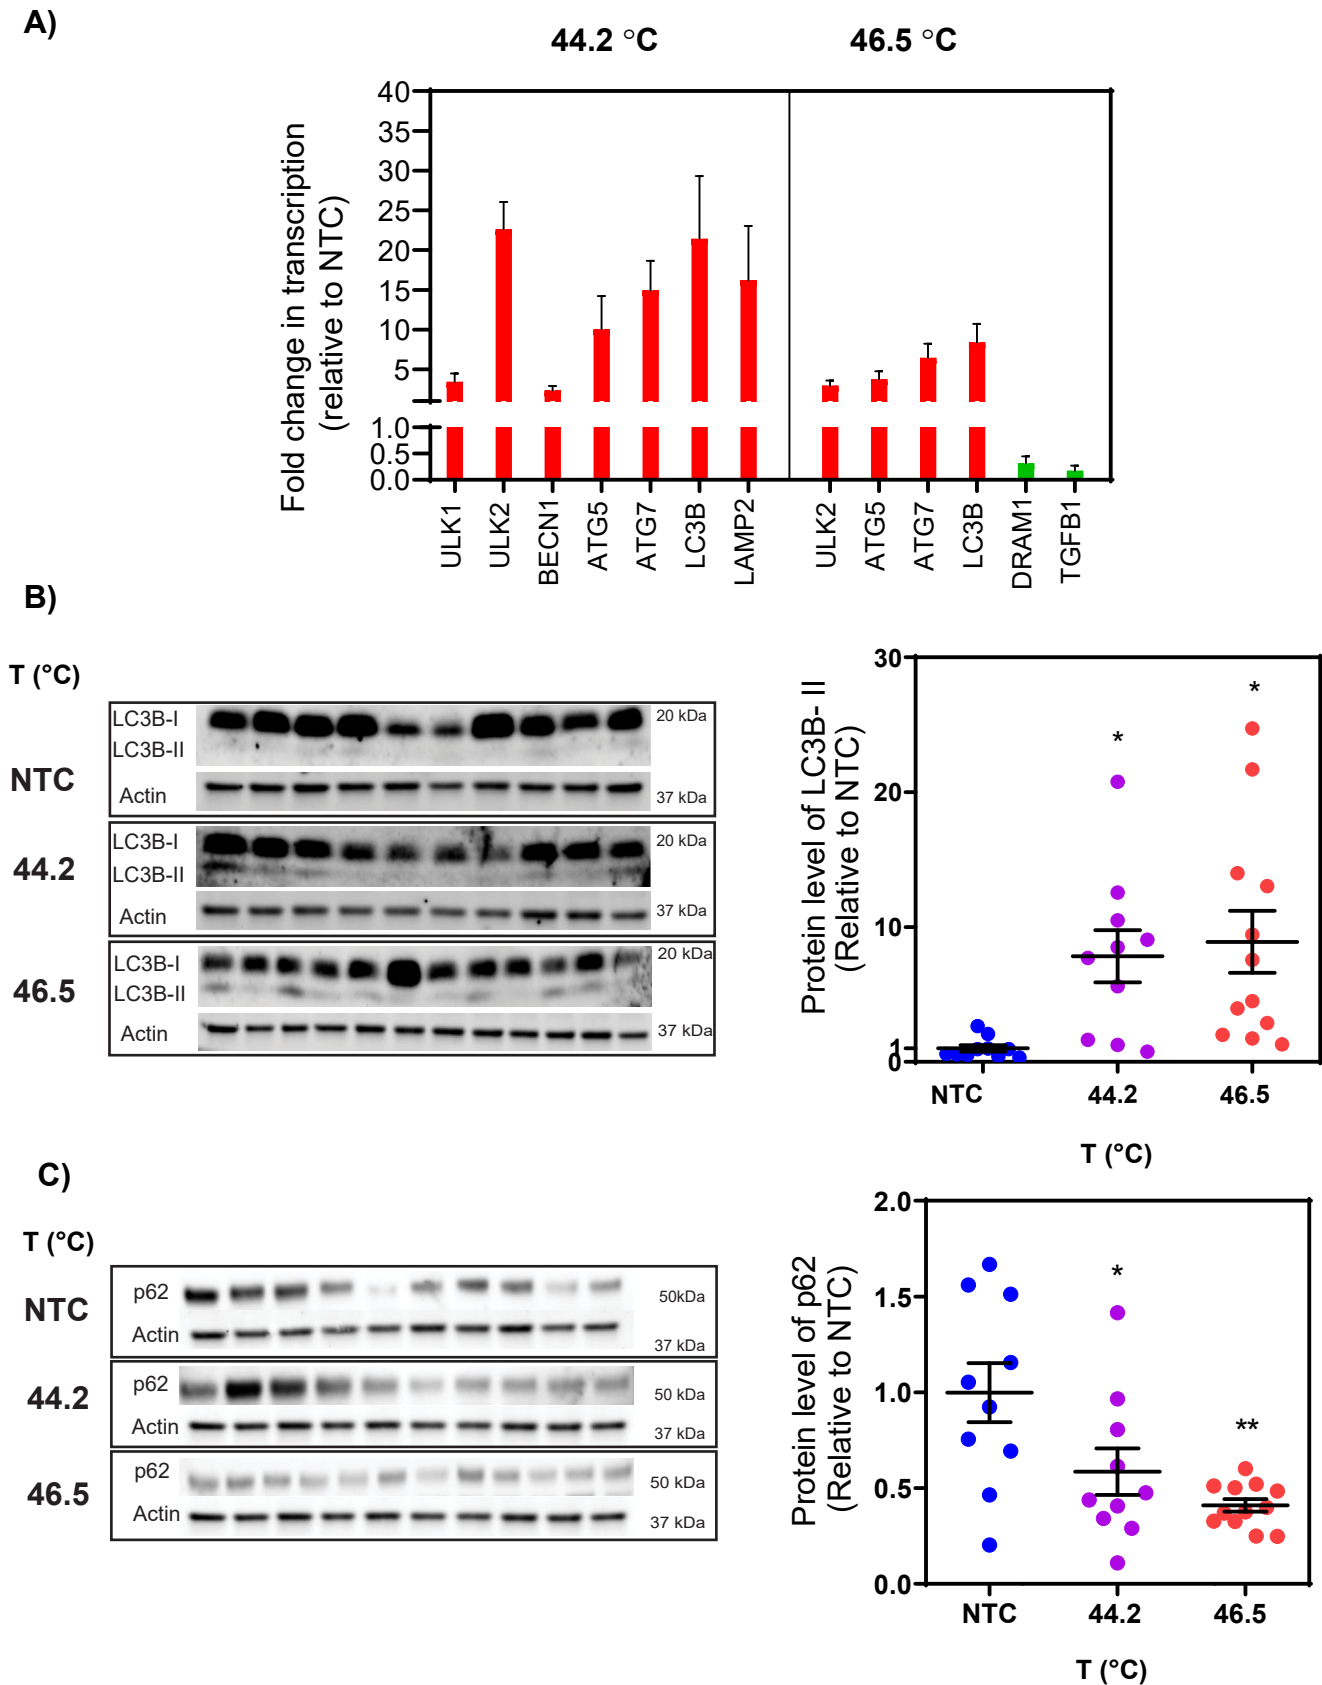 A)
44.2 °C
46.5 °C
Fold change in transcription
(relative to NTC)
40
35
30
25
20
15
10
5
1.0
0.5
0.0
ULK1
ULK2
BECN1
ATG5
ATG7
LC3B
LAMP2
ULK2
ATG5
ATG7
LC3B
DRAM1
TGFB1
B)
T (°C)
NTC
LC3B-I
LC3B-II
Actin
20 kDa
37 kDa
44.2
LC3B-I
LC3B-II
Actin
20 kDa
37 kDa
46.5
LC3B-I
LC3B-II
Actin
20 kDa
37 kDa
Protein level of LC3B- II
(Relative to NTC)
30
20
10
1
0
*
*
NTC
44.2
46.5
T (°C)
C)
T (°C)
NTC
p62
Actin
50kDa
37 kDa
44.2
p62
Actin
50 kDa
37 kDa
46.5
p62
Actin
50 kDa
37 kDa
Protein level of p62
(Relative to NTC)
2.0
1.5
1.0
0.5
0.0
*
**
NTC
44.2
46.5
T (°C)